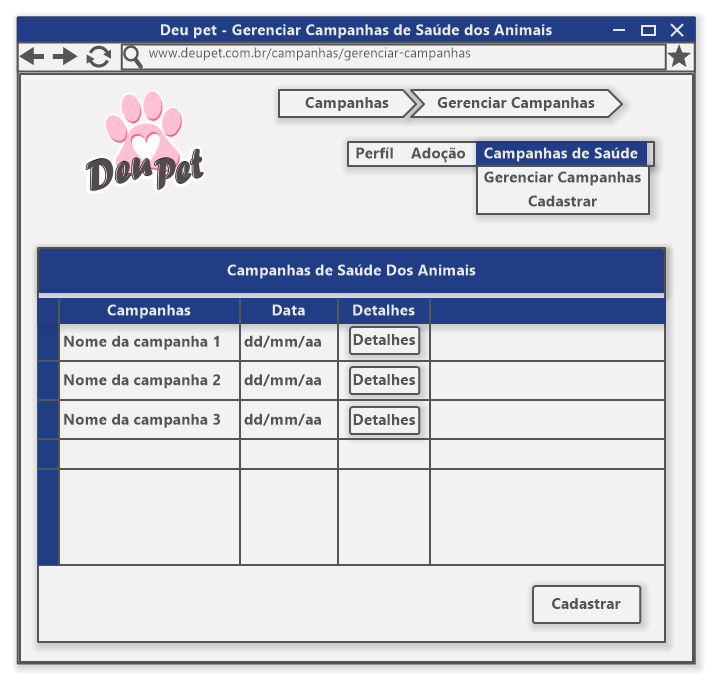 Deu pet - Gerenciar Campanhas de Saúde dos Animais
www.deupet.com.br/campanhas/gerenciar-campanhas
Campanhas Gerenciar Campanhas
Deu Pet
Perfíl Adoção Campanhas de Saúde
Gerenciar Campanhas
Cadastrar
Campanhas de Saúde Dos Animais
Campanhas Data Detalhes
Nome da campanha 1 dd/mm/aa Detalhes
Nome da campanha 2 dd/mm/aa Detalhes
Nome da campanha 3 dd/mm/aa Detalhes
Cadastrar